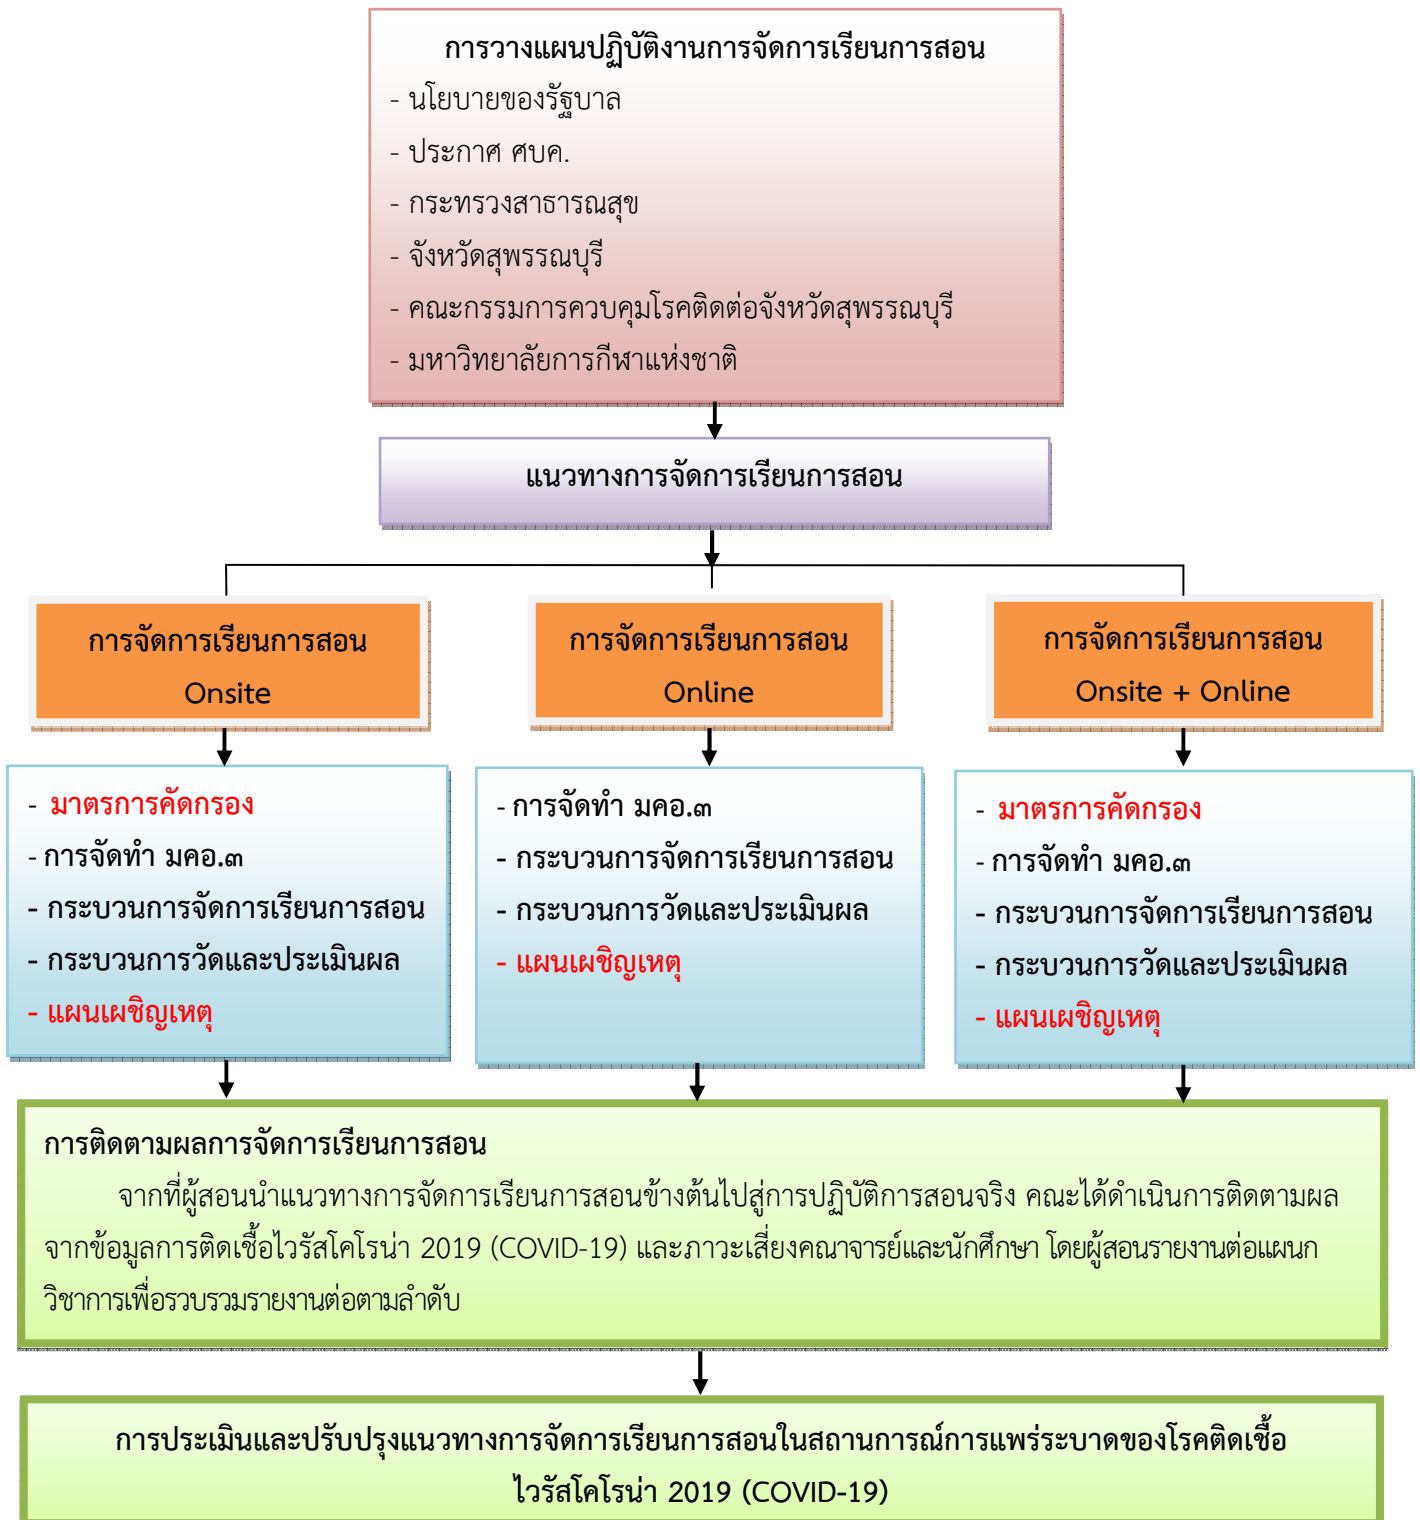 การวางแผนปฏิบัติงานการจัดการเรียนการสอน
- นโยบายของรัฐบาล
- ประกาศ ศบค.
- กระทรวงสาธารณสุข
- จังหวัดสุพรรณบุรี
- คณะกรรมการควบคุมโรคติดต่อจังหวัดสุพรรณบุรี
- มหาวิทยาลัยการกีฬาแห่งชาติ
แนวทางการจัดการเรียนการสอน
การจัดการเรียนการสอน
Onsite
การจัดการเรียนการสอน
Online
การจัดการเรียนการสอน
Onsite + Online
- มาตรการคัดกรอง
- การจัดทำ มคอ.๓
- กระบวนการจัดการเรียนการสอน
- กระบวนการวัดและประเมินผล
- แผนเผชิญเหตุ
- การจัดทำ มคอ.๓
- กระบวนการจัดการเรียนการสอน
- กระบวนการวัดและประเมินผล
- แผนเผชิญเหตุ
- มาตรการคัดกรอง
- การจัดทำ มคอ.๓
- กระบวนการจัดการเรียนการสอน
- กระบวนการวัดและประเมินผล
- แผนเผชิญเหตุ
การติดตามผลการจัดการเรียนการสอน
จากที่ผู้สอนนำแนวทางการจัดการเรียนการสอนข้างต้นไปสู่การปฏิบัติการสอนจริง คณะได้ดำเนินการติดตามผล
จากข้อมูลการติดเชื้อไวรัสโคโรน่า 2019 (COVID-19) และภาวะเสี่ยงคณาจารย์และนักศึกษา โดยผู้สอนรายงานต่อแผนก
วิชาการเพื่อรวบรวมรายงานต่อตามลำดับ
การประเมินและปรับปรุงแนวทางการจัดการเรียนการสอนในสถานการณ์การแพร่ระบาดของโรคติดเชื้อ
ไวรัสโคโรน่า 2019 (COVID-19)